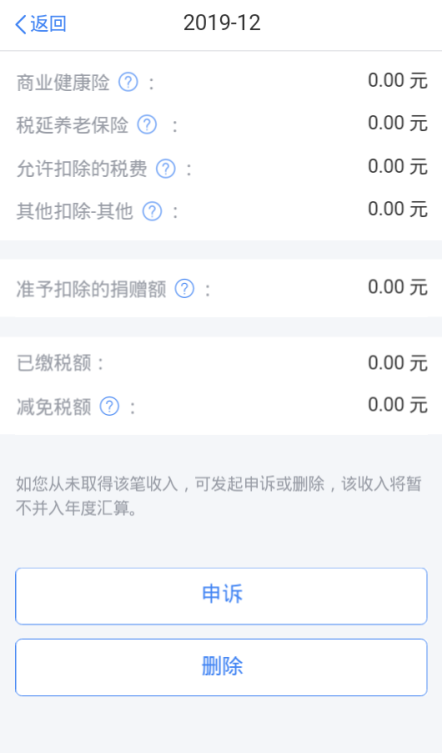 返回 2019-12
商业健康险 ? : 0.00 元
税延养老保险 ? : 0.00 元
允许扣除的税费 ? : 0.00 元
其他扣除-其他 ? : 0.00 元
准予扣除的捐赠额 ? : 0.00 元
已缴税额: 0.00 元
减免税额 ? : 0.00 元
如您从未取得该笔收入，可发起申诉或删除，该收入将暂
不并入年度汇算。
申诉
删除